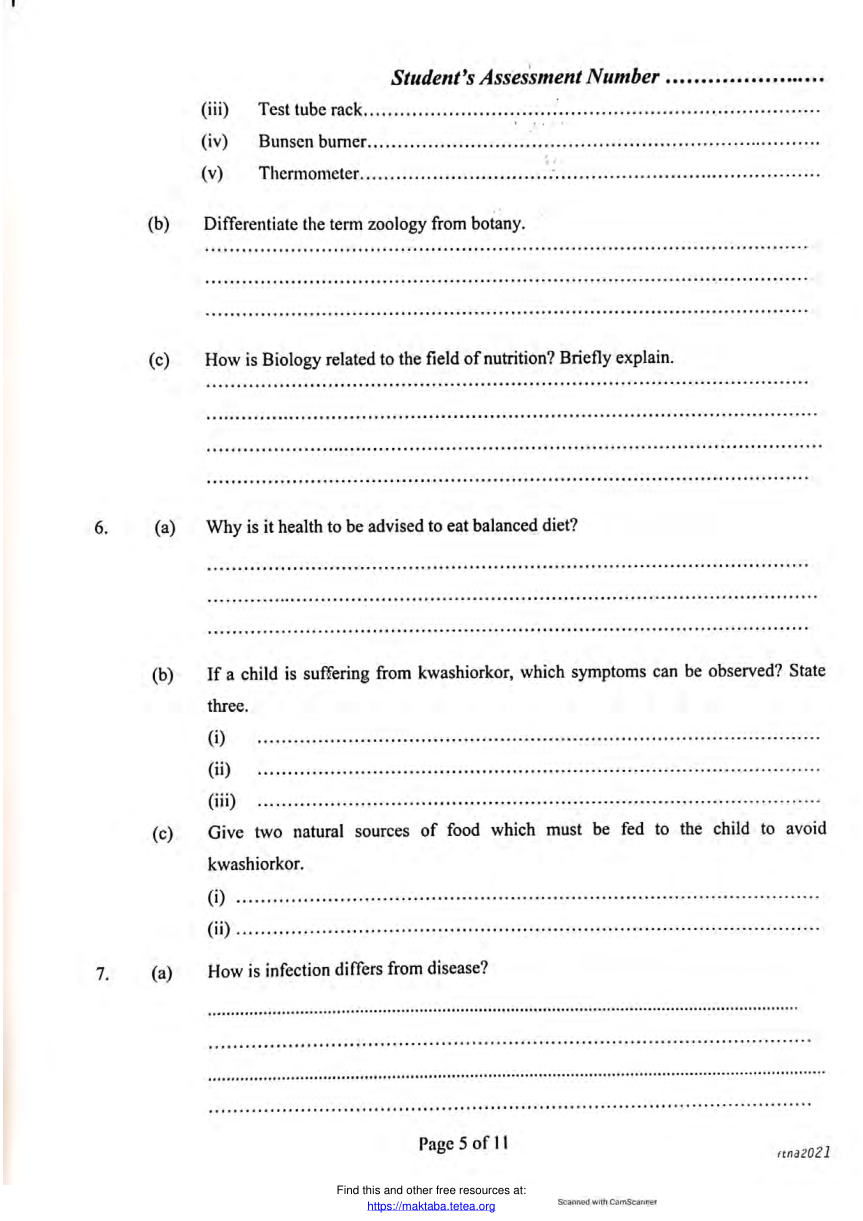 Student's Assessment Number .......................
(iii) Test tube rack...........................................................................
(iv) Bunsen burner..........................................................................
(v) Thermometer............................................................................
(b) Differentiate the term zoology from botany.
....................................................................................................
....................................................................................................
....................................................................................................
(c) How is Biology related to the field of nutrition? Briefly explain.
....................................................................................................
....................................................................................................
....................................................................................................
....................................................................................................
6. (a) Why is it health to be advised to eat balanced diet?
....................................................................................................
....................................................................................................
....................................................................................................
(b) If a child is suffering from kwashiorkor, which symptoms can be observed? State
three.
(i) ............................................................................................
(ii) ............................................................................................
(iii) ............................................................................................
(c) Give two natural sources of food which must be fed to the child to avoid
kwashiorkor.
(i) ................................................................................................
(ii) ................................................................................................
7. (a) How is infection differs from disease?
....................................................................................................
....................................................................................................
....................................................................................................
....................................................................................................
Page 5 of 11
ftna2021
Find this and other free resources at:
https://maktaba.tetea.org
Scanned with CamScanner